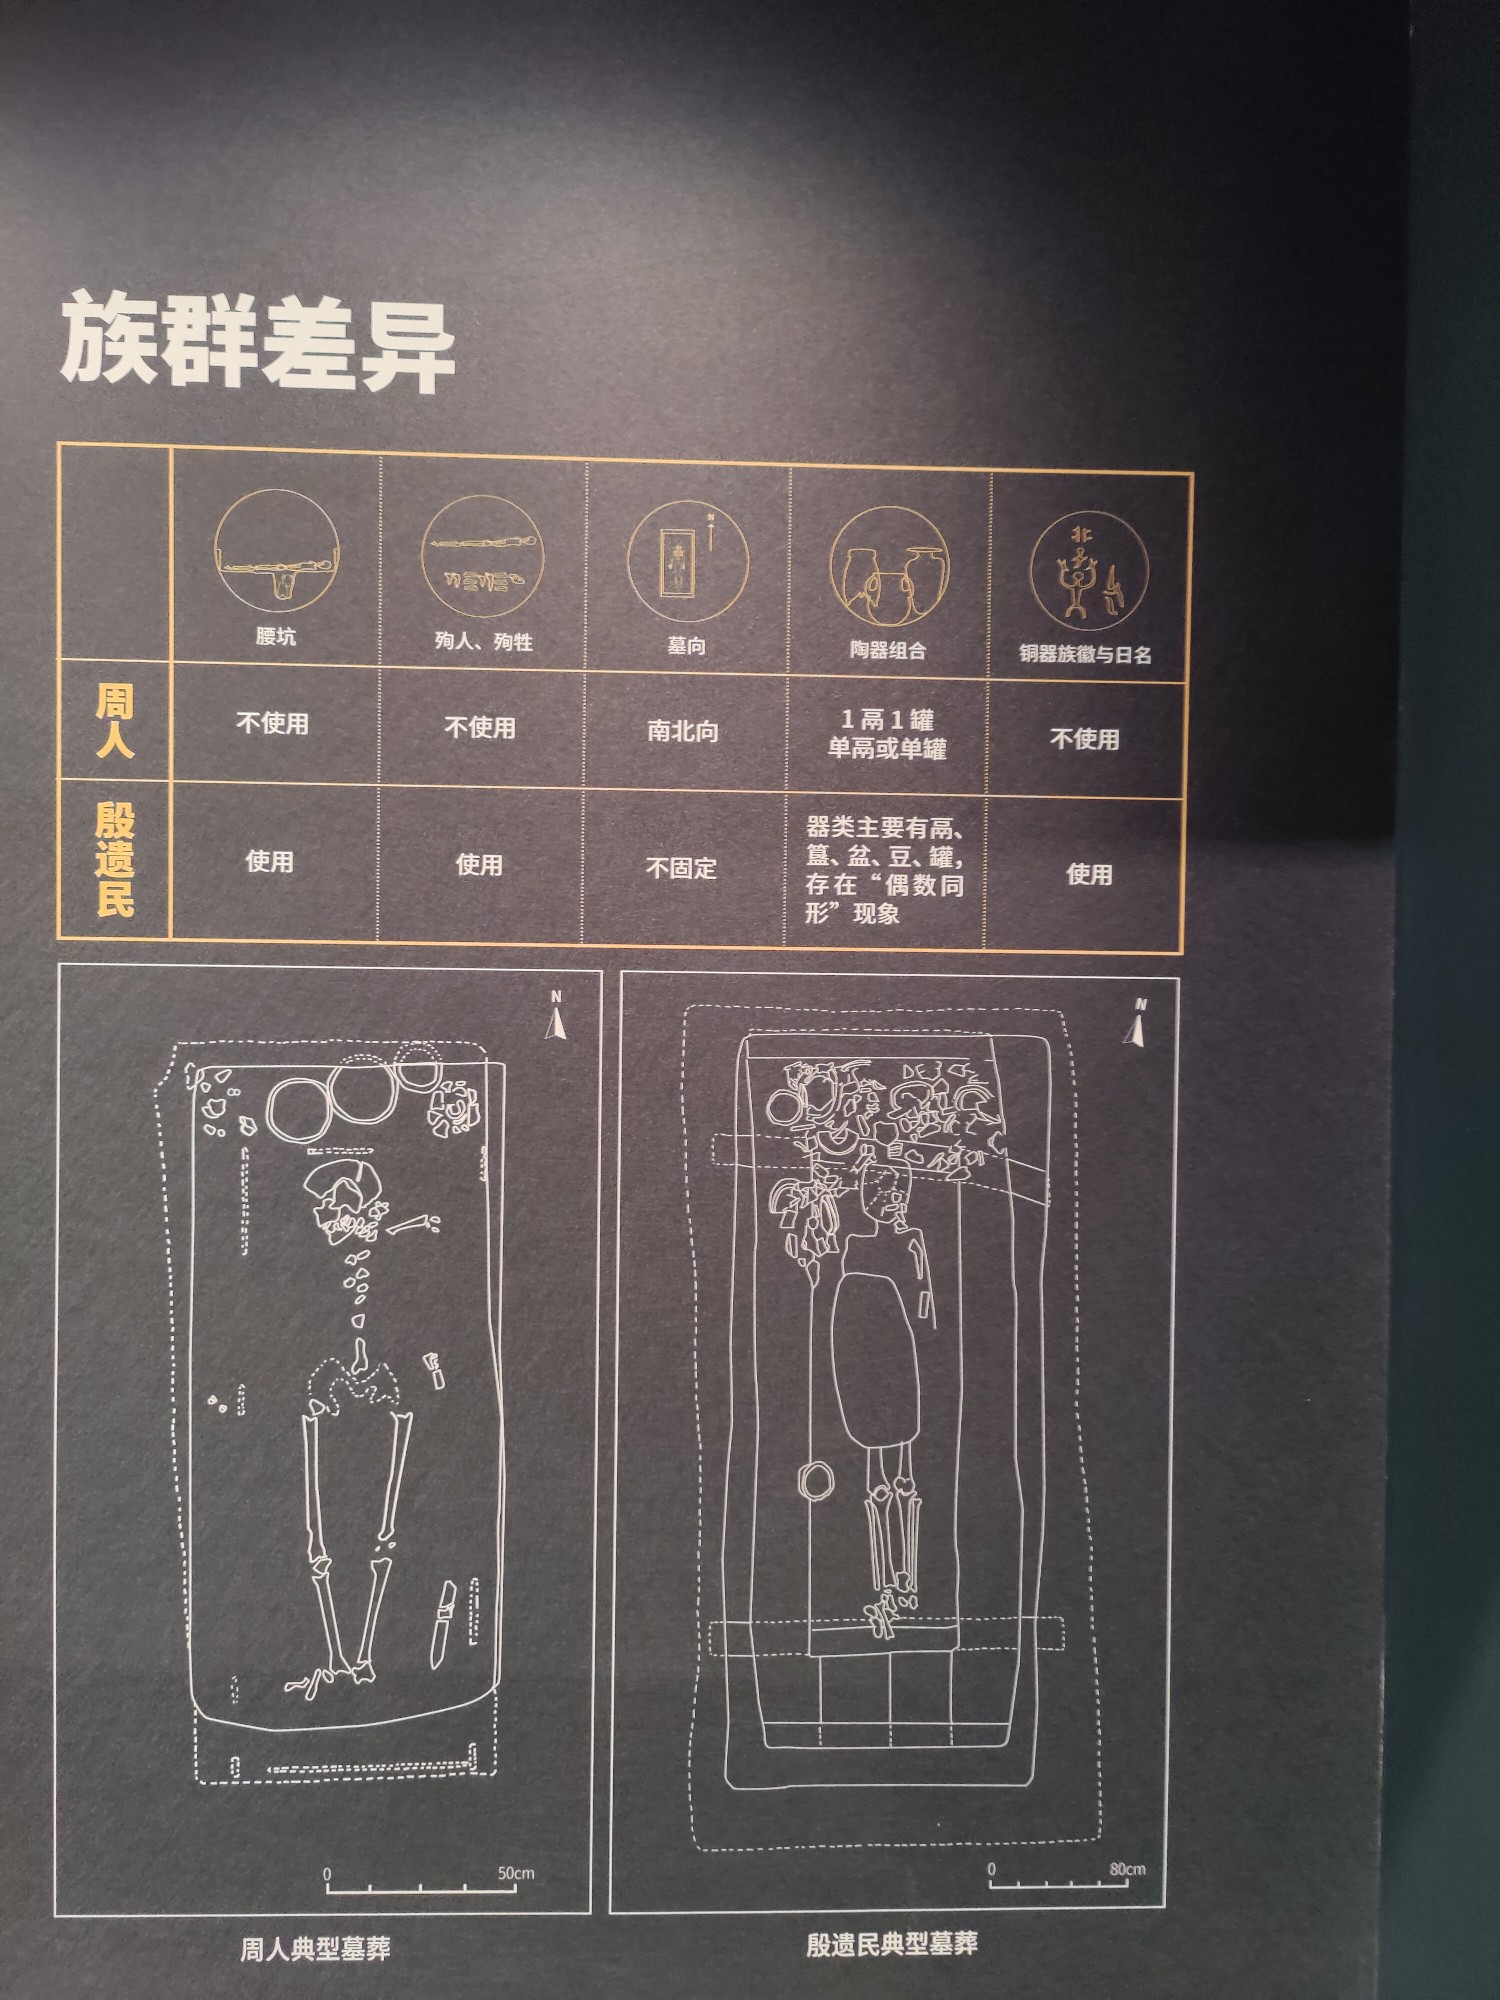 族群差异
腰坑
殉人、殉牲
N
墓向
陶器组合
北
铜器族徽与日名
周人
不使用
不使用
南北向
1鬲1罐
单鬲或单罐
不使用
殷遗民
使用
使用
不固定
器类主要有鬲、
簋、盆、豆、罐，
存在“偶数同
形”现象
使用
N
0 50cm
周人典型墓葬
N
0 80cm
殷遗民典型墓葬